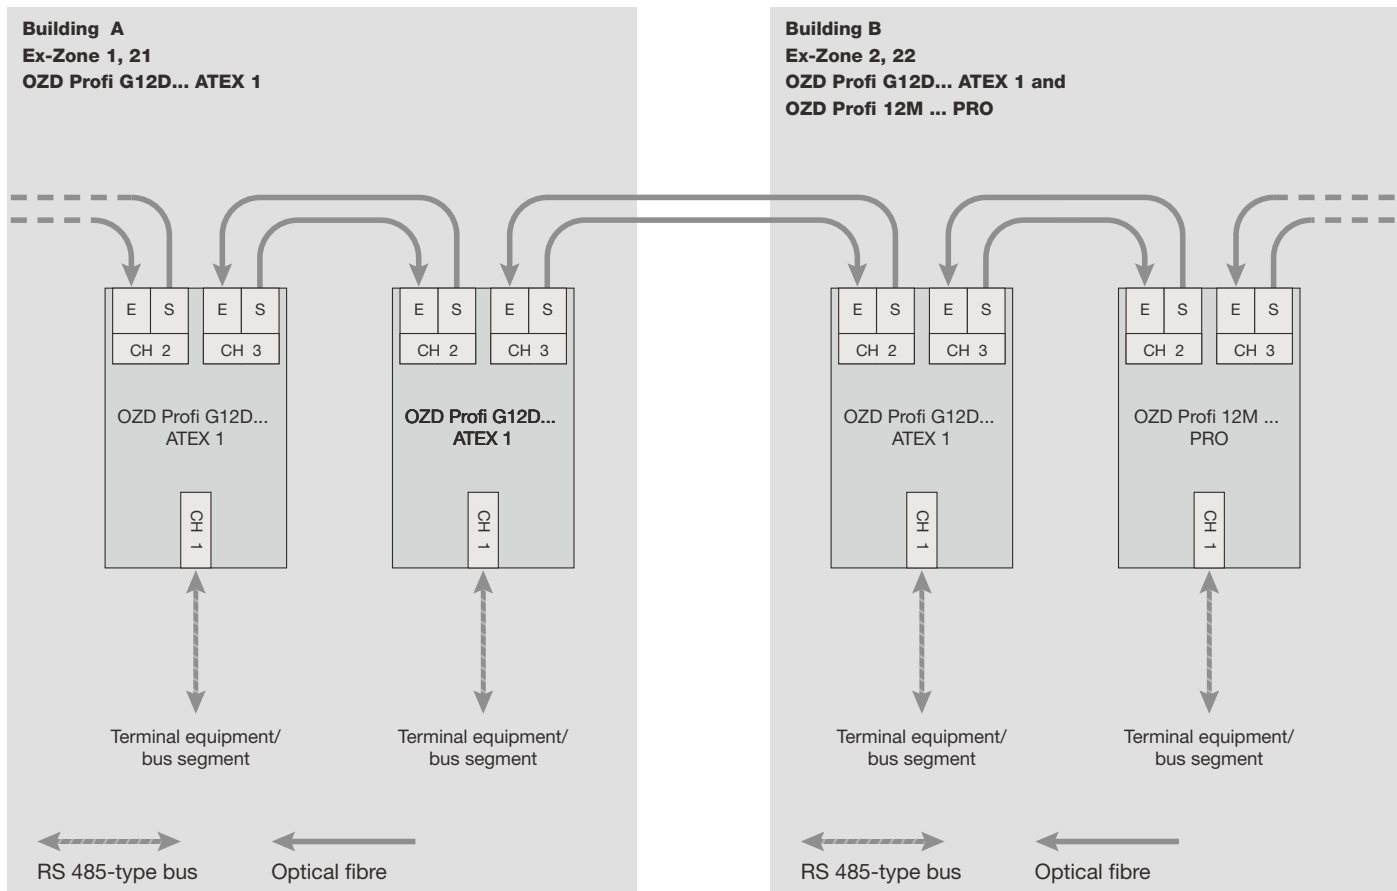 Building A
Ex-Zone 1, 21
OZD Profi G12D... ATEX 1
Building B
Ex-Zone 2, 22
OZD Profi G12D... ATEX 1 and
OZD Profi 12M ... PRO
E S E S
CH 2 CH 3
OZD Profi G12D...
ATEX 1
CH 1
Terminal equipment/
bus segment
E S E S
CH 2 CH 3
OZD Profi G12D...
ATEX 1
CH 1
Terminal equipment/
bus segment
E S E S
CH 2 CH 3
OZD Profi G12D...
ATEX 1
CH 1
Terminal equipment/
bus segment
E S E S
CH 2 CH 3
OZD Profi 12M ...
PRO
CH 1
Terminal equipment/
bus segment
RS 485-type bus
Optical fibre
RS 485-type bus
Optical fibre